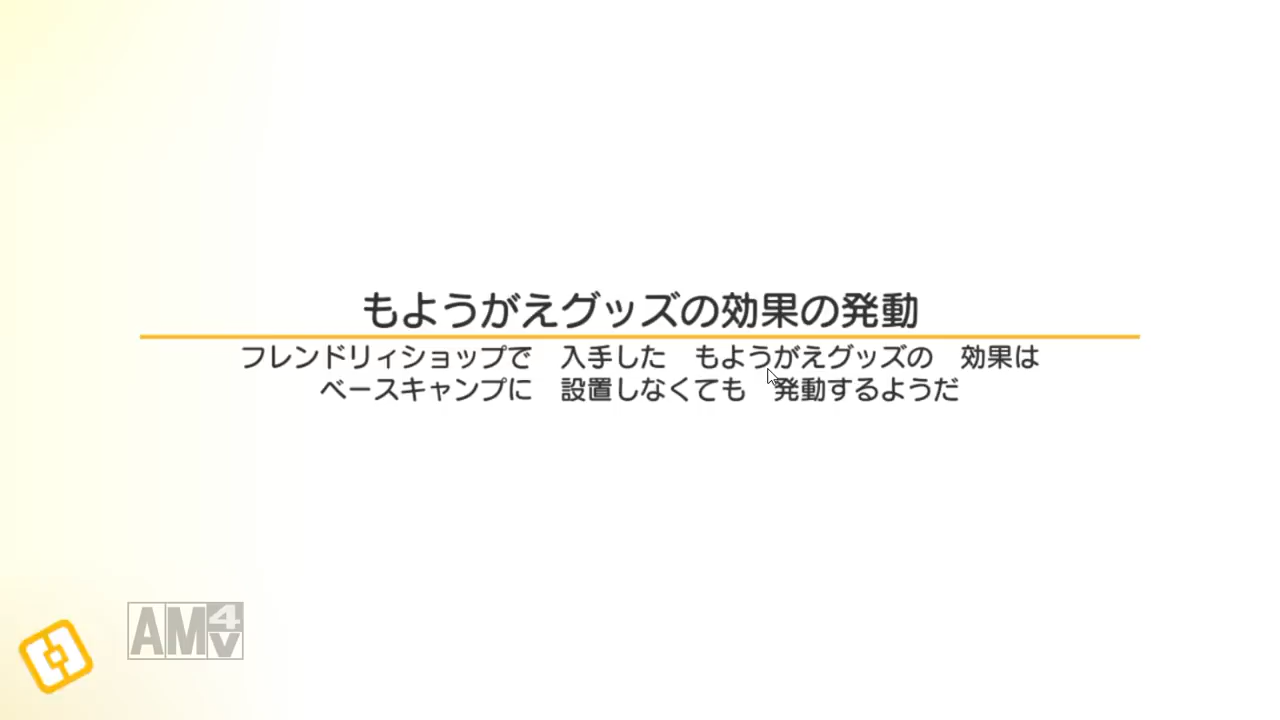 もようがえグッズの効果の発動
フレンドリィショップで　入手した　もようがえグッズの　効果は
ベースキャンプに　設置しなくても　発動するようだ
AM4V